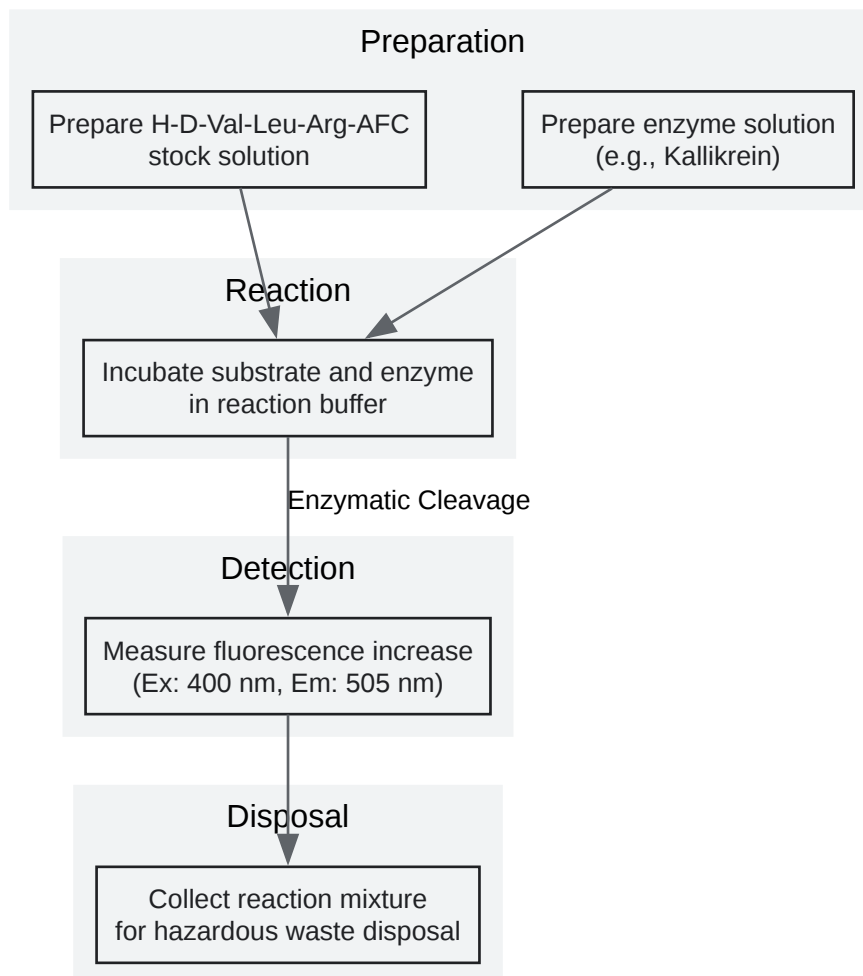 Preparation
Prepare H-D-Val-Leu-Arg-AFC
stock solution
Prepare enzyme solution
(e.g., Kallikrein)
Reaction
Incubate substrate and enzyme
in reaction buffer
Enzymatic Cleavage
Detection
Measure fluorescence increase
(Ex: 400 nm, Em: 505 nm)
Disposal
Collect reaction mixture
for hazardous waste disposal